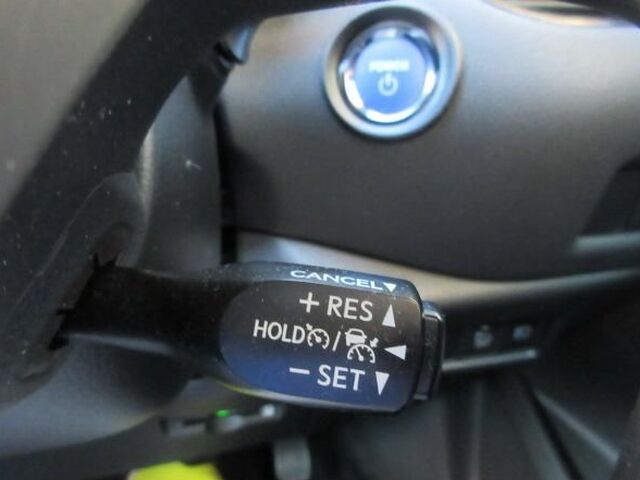 POWER
CANCEL▼
+ RES ▲
HOLD / ◀
− SET ▼